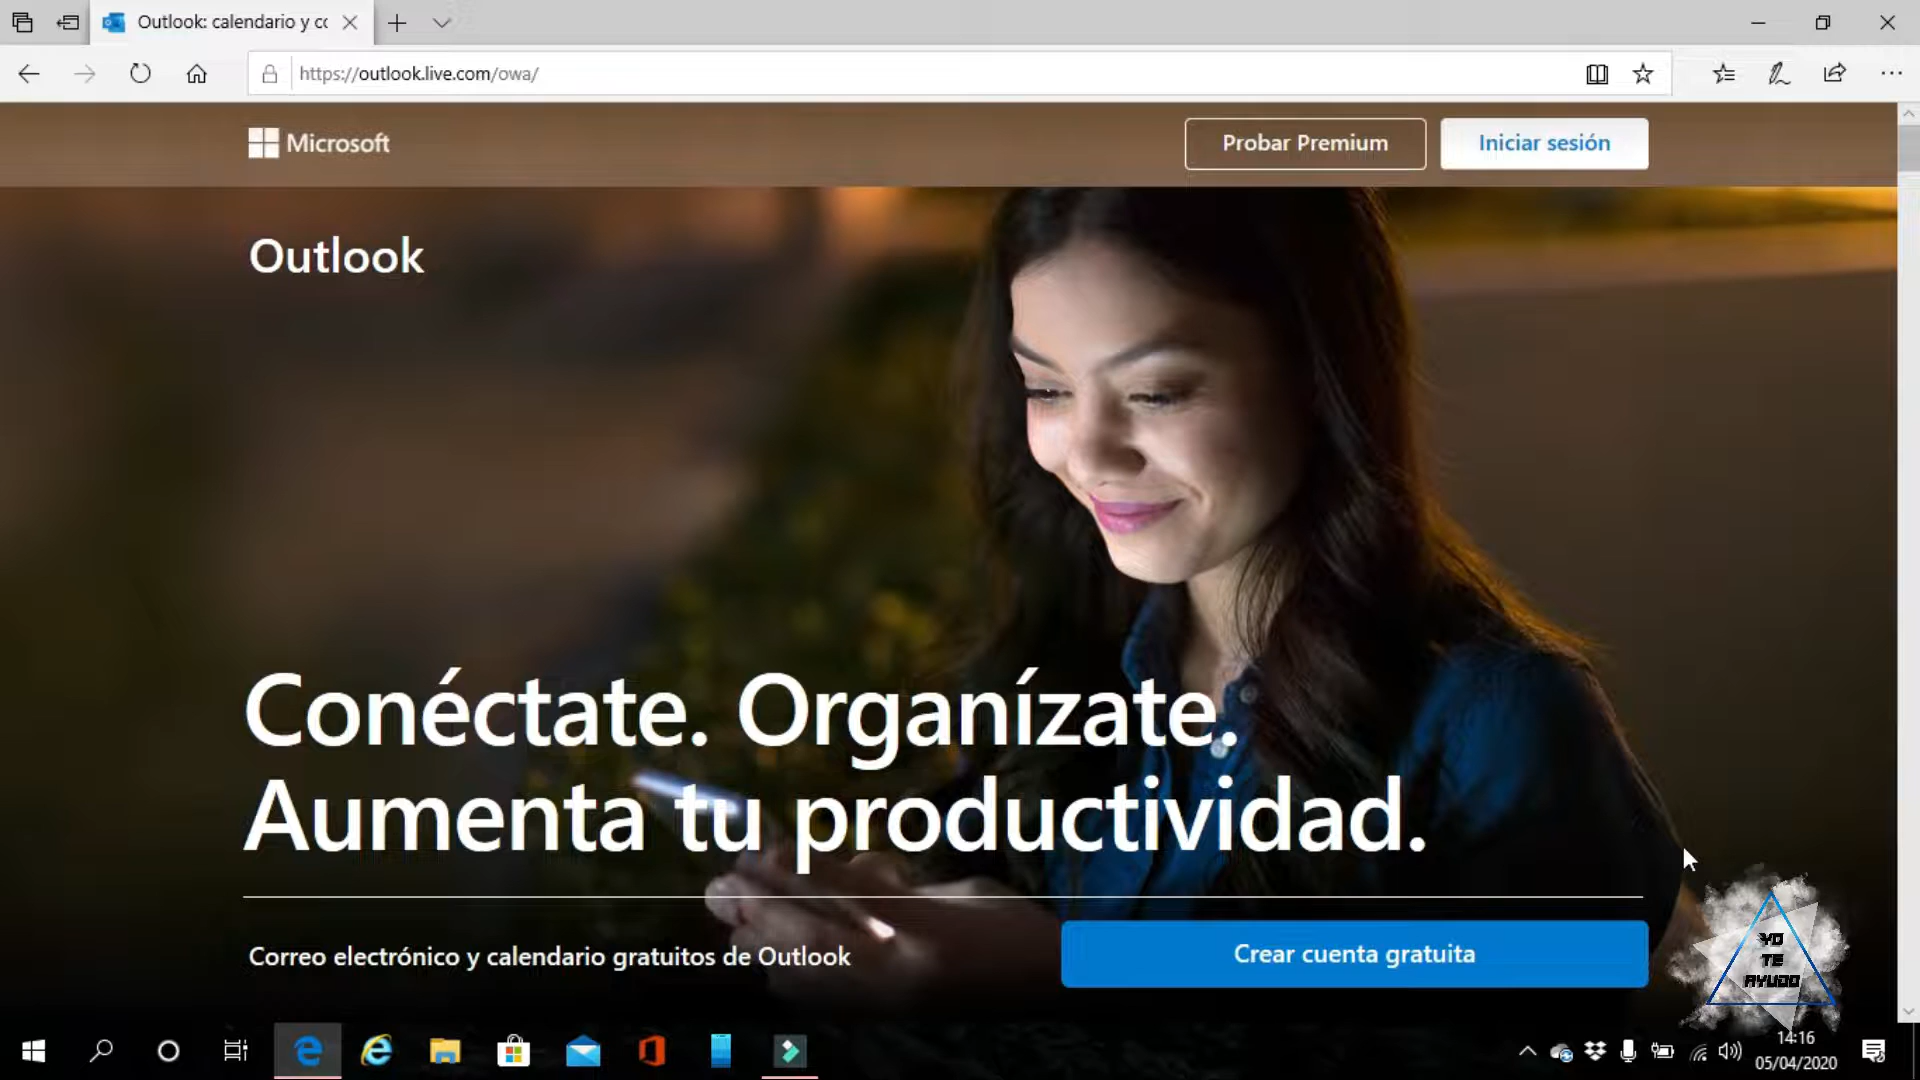 Outlook: calendario y co
https://outlook.live.com/owa/
Microsoft
Probar Premium
Iniciar sesión
Outlook
Conéctate. Organízate.
Aumenta tu productividad.
Correo electrónico y calendario gratuitos de Outlook
Crear cuenta gratuita
YO
TE
AYUDO
14:16
05/04/2020